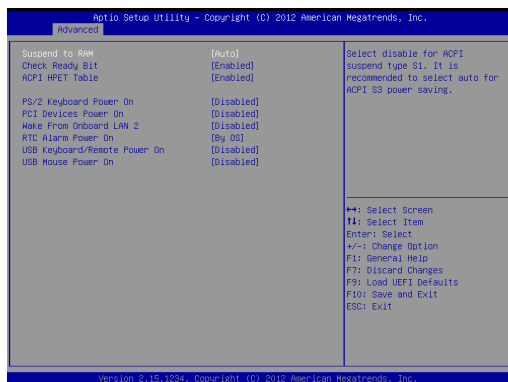 Aptio Setup Utility - Copyright (C) 2012 American Megatrends, Inc.
Advanced
Suspend to RAM [Auto]
Check Ready Bit [Enabled]
ACPI HPET Table [Enabled]
PS/2 Keyboard Power On [Disabled]
PCI Devices Power On [Disabled]
Wake From Onboard LAN 2 [Disabled]
RTC Alarm Power On [By OS]
USB Keyboard/Remote Power On [Disabled]
USB Mouse Power On [Disabled]
Select disable for ACPI
suspend type S1. It is
recommended to select auto for
ACPI S3 power saving.
↔: Select Screen
↑↓: Select Item
Enter: Select
+/-: Change Option
F1: General Help
F7: Discard Changes
F9: Load UEFI Defaults
F10: Save and Exit
ESC: Exit
Version 2.15.1234. Copyright (C) 2012 American Megatrends, Inc.